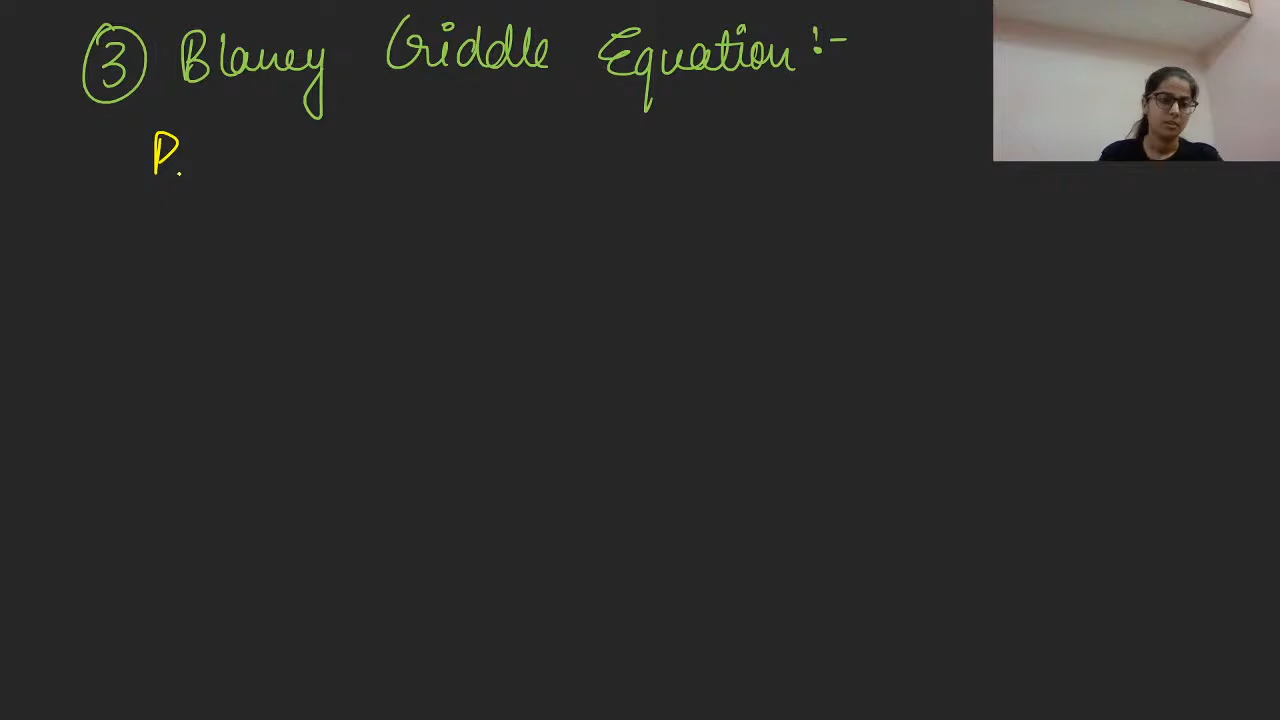 ③ Blaney Criddle Equation :-
P.